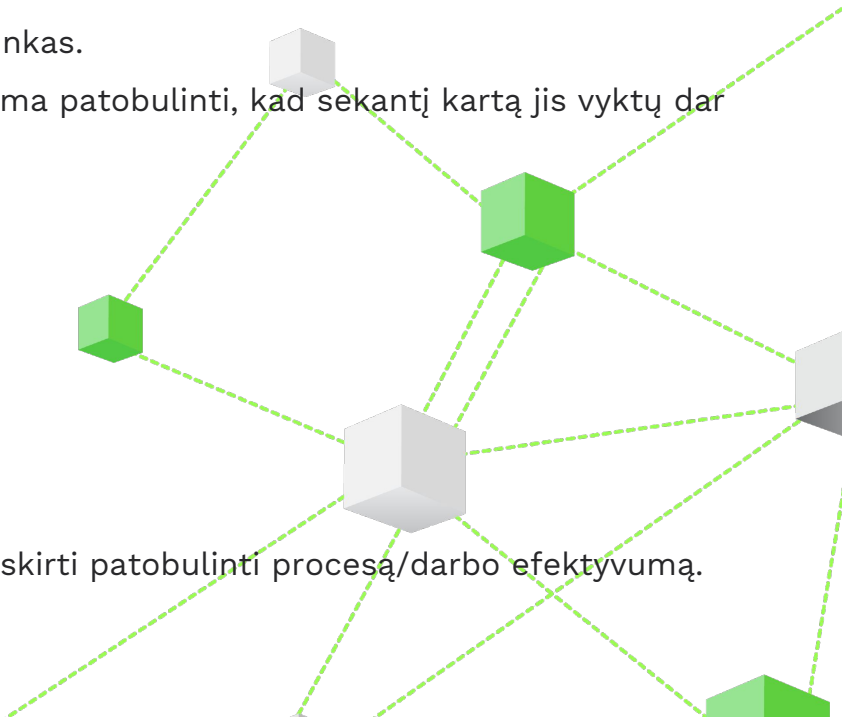 nkas.
ma patobulinti, kad sekantį kartą jis vyktų dar
skirti patobulinti procesą/darbo efektyvumą.